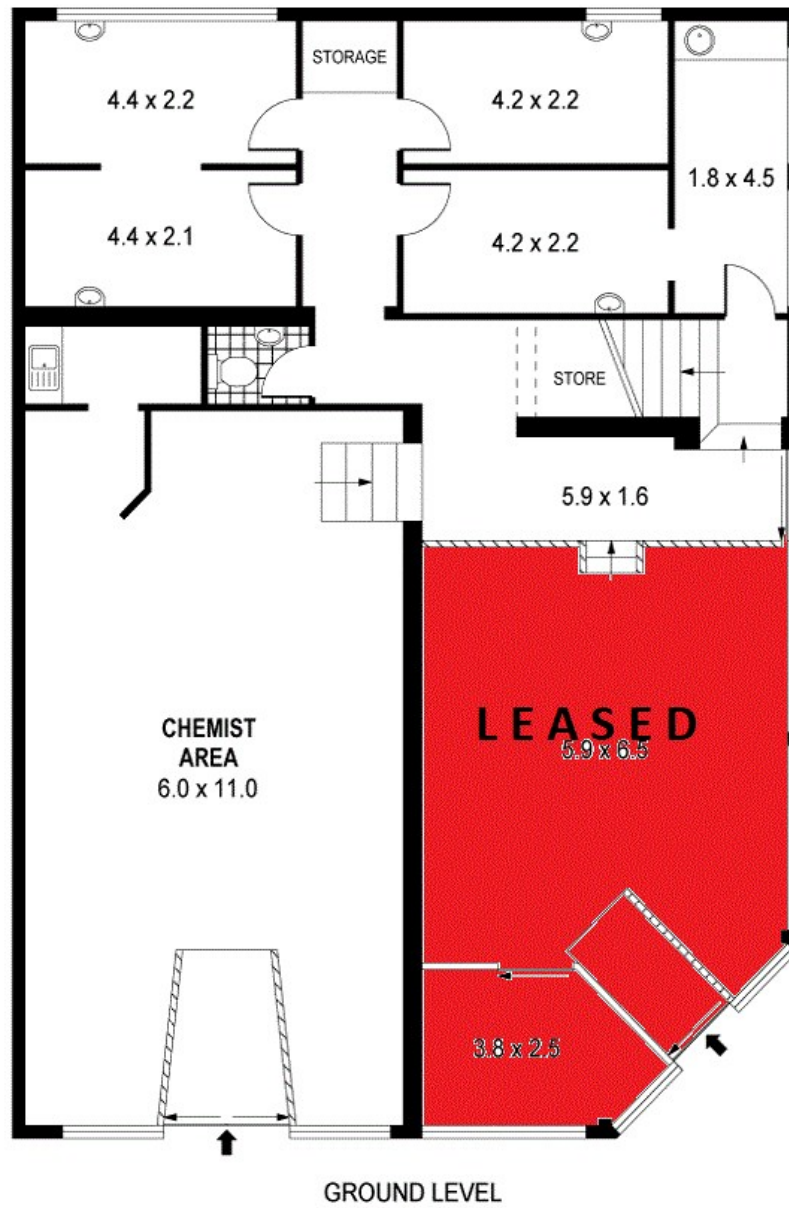 STORAGE
4.4 x 2.2
4.2 x 2.2
1.8 x 4.5
4.4 x 2.1
4.2 x 2.2
STORE
5.9 x 1.6
LEASED
5.9 x 6.5
CHEMIST
AREA
6.0 x 11.0
3.8 x 2.5
GROUND LEVEL